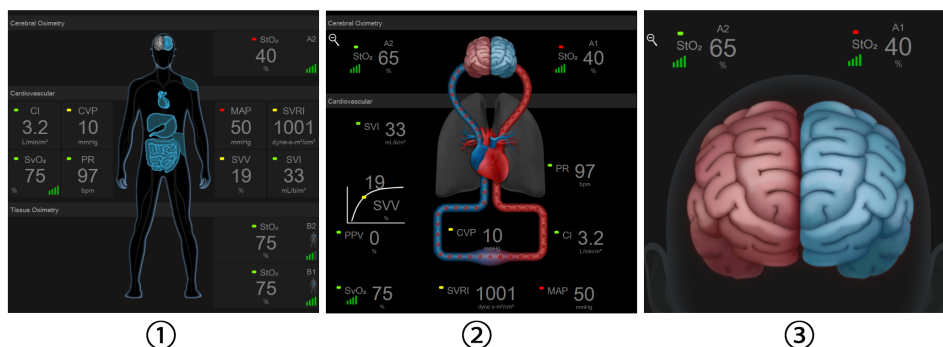 Cerebral Oximetry
StO₂ A2
40
%
Cardiovascular
CI CVP MAP SVRI
3.2 10 50 1001
L/min/m² mmHg mmHg dyne-s-m²/cm⁵
SvO₂ PR SVV SVI
75 97 19 33
% bpm % mL/b/m²
Tissue Oximetry
StO₂ B2
75
%
StO₂ B1
75
%
①
Cerebral Oximetry
A2 A1
StO₂ 65 StO₂ 40
% %
Cardiovascular
SVI 33
mL/b/m²
PR 97
bpm
19
SVV
%
PPV 0 CVP 10 CI 3.2
% mmHg L/min/m²
SvO₂ 75 SVRI 1001 MAP 50
% dyne-s-m²/cm⁵ mmHg
②
A2 A1
StO₂ 65 StO₂ 40
% %
③